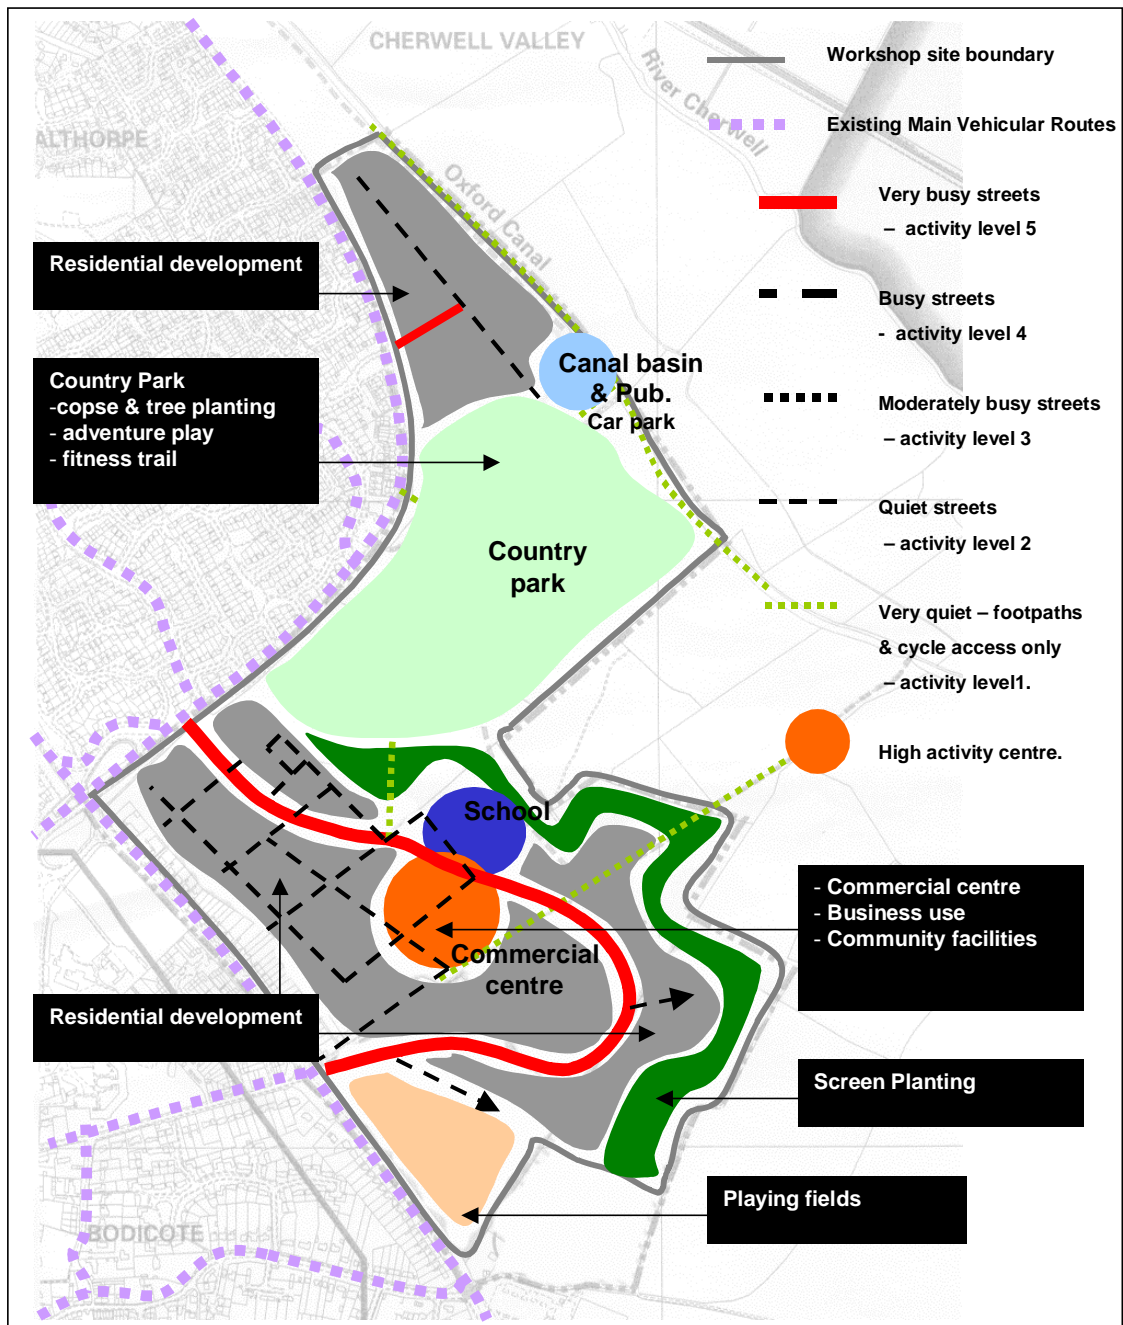 CHERWELL VALLEY
River Cherwell
Workshop site boundary
Existing Main Vehicular Routes
ALTHORPE
Oxford Canal
Very busy streets
– activity level 5
Residential development
Busy streets
- activity level 4
Canal basin
& Pub.
Car park
Country Park
-copse & tree planting
- adventure play
- fitness trail
Moderately busy streets
– activity level 3
Quiet streets
– activity level 2
Country
park
Very quiet – footpaths
& cycle access only
– activity level1.
High activity centre.
School
- Commercial centre
- Business use
- Community facilities
Commercial
centre
Residential development
Screen Planting
Playing fields
BODICOTE